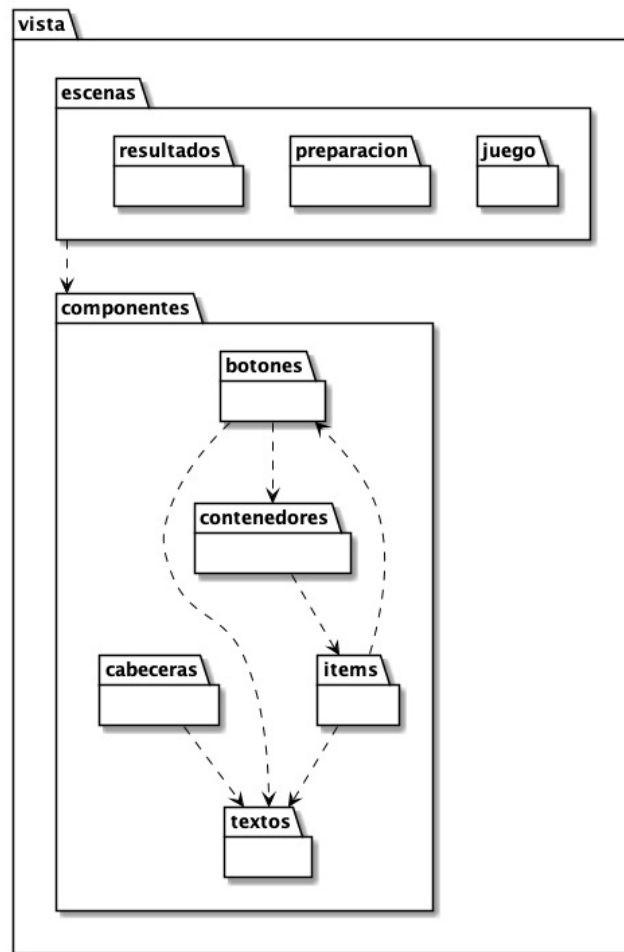 vista
escenas
resultados
preparacion
juego
componentes
botones
contenedores
cabeceras
items
textos